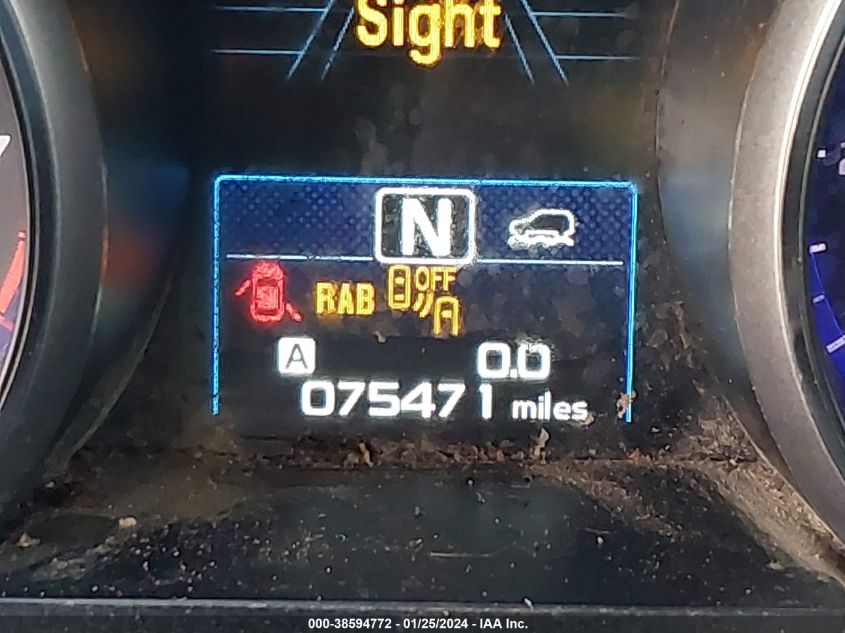 Sight
N
RAB OFF
A 0.0
075471 miles
000-38594772 - 01/25/2024 - IAA Inc.